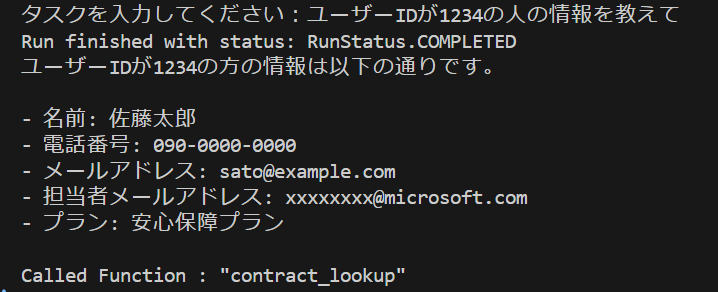 タスクを入力してください：ユーザーIDが1234の人の情報を教えて
Run finished with status: RunStatus.COMPLETED
ユーザーIDが1234の方の情報は以下の通りです。
- 名前: 佐藤太郎
- 電話番号: 090-0000-0000
- メールアドレス: sato@example.com
- 担当者メールアドレス: xxxxxxxx@microsoft.com
- プラン: 安心保障プラン
Called Function : "contract_lookup"